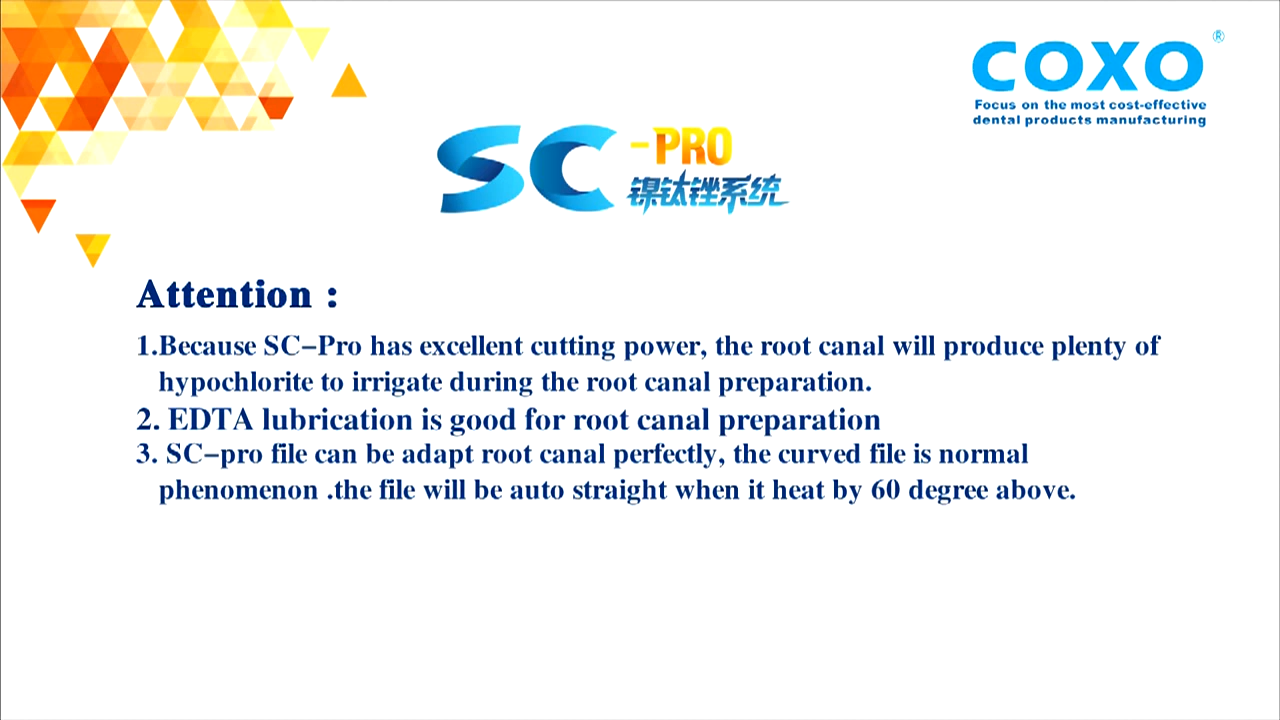 COXO®
Focus on the most cost-effective
dental products manufacturing
SC-PRO
镍钛锉系统
Attention :
1.Because SC-Pro has excellent cutting power, the root canal will produce plenty of
hypochlorite to irrigate during the root canal preparation.
2. EDTA lubrication is good for root canal preparation
3. SC-pro file can be adapt root canal perfectly, the curved file is normal
phenomenon .the file will be auto straight when it heat by 60 degree above.